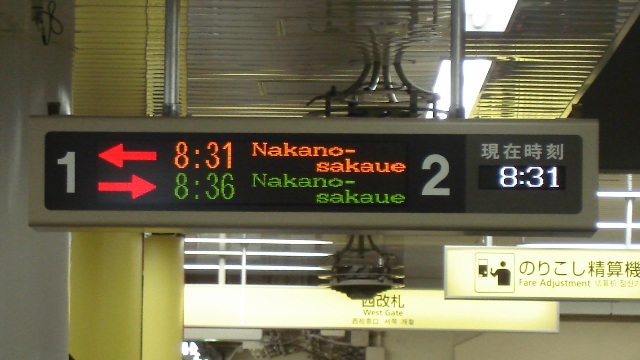 1
8:31 Nakano-
sakaue
8:36 Nakano-
sakaue
2
現在時刻
8:31
のりこし精算機
Fare Adjustment
西改札
West Gate